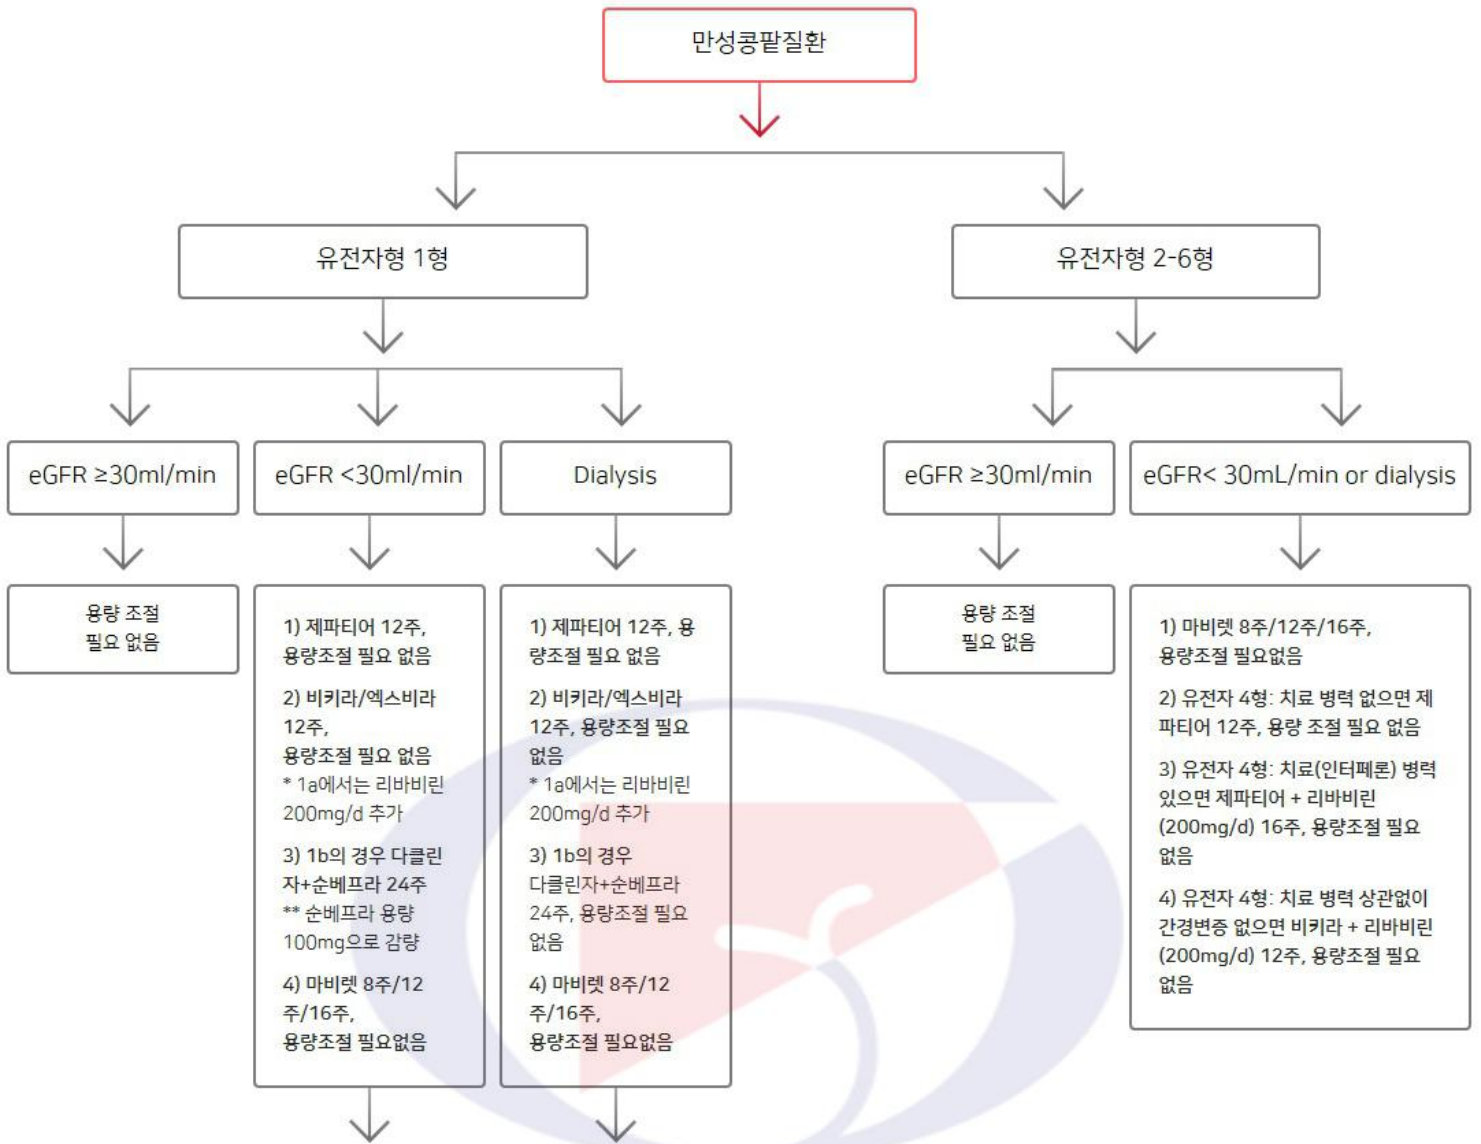 만성콩팥질환
유전자형 1형
유전자형 2-6형
eGFR ≥30ml/min
eGFR <30ml/min
Dialysis
eGFR ≥30ml/min
eGFR< 30mL/min or dialysis
용량 조절
필요 없음
1) 제파티어 12주,
용량조절 필요 없음
2) 비키라/엑스비라
12주,
용량조절 필요 없음
* 1a에서는 리바비린
200mg/d 추가
3) 1b의 경우 다클린
자+순베프라 24주
** 순베프라 용량
100mg으로 감량
4) 마비렛 8주/12
주/16주,
용량조절 필요없음
1) 제파티어 12주, 용
량조절 필요 없음
2) 비키라/엑스비라
12주, 용량조절 필요
없음
* 1a에서는 리바비린
200mg/d 추가
3) 1b의 경우
다클린자+순베프라
24주, 용량조절 필요
없음
4) 마비렛 8주/12
주/16주,
용량조절 필요없음
용량 조절
필요 없음
1) 마비렛 8주/12주/16주,
용량조절 필요없음
2) 유전자 4형: 치료 병력 없으면 제
파티어 12주, 용량 조절 필요 없음
3) 유전자 4형: 치료(인터페론) 병력
있으면 제파티어 + 리바비린
(200mg/d) 16주, 용량조절 필요
없음
4) 유전자 4형: 치료 병력 상관없이
간경변증 없으면 비키라 + 리바비린
(200mg/d) 12주, 용량조절 필요
없음